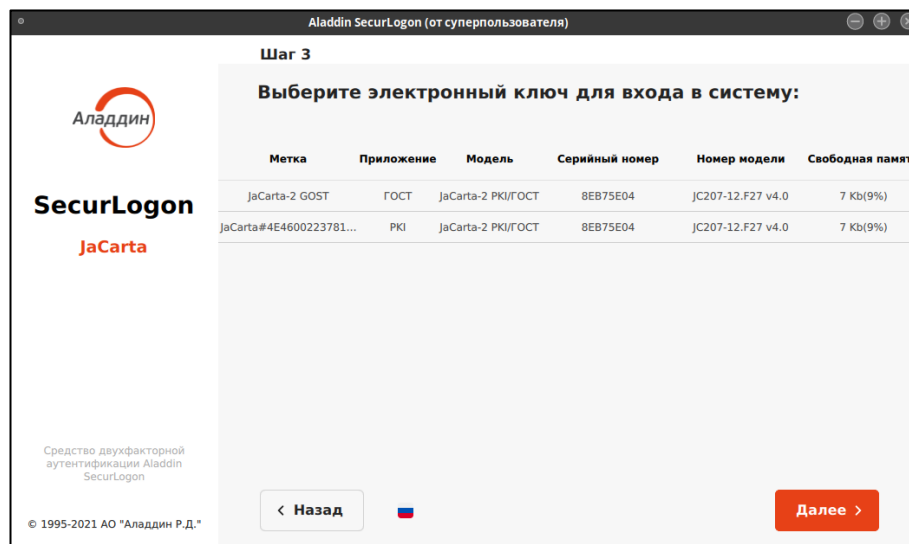 Aladdin SecurLogon (от суперпользователя)
Шаг 3
Выберите электронный ключ для входа в систему:
Аладдин
Метка Приложение Модель Серийный номер Номер модели Свободная памят
JaCarta-2 GOST ГОСТ JaCarta-2 PKI/ГОСТ 8EB75E04 JC207-12.F27 v4.0 7 Kb(9%)
JaCarta#4E4600223781... PKI JaCarta-2 PKI/ГОСТ 8EB75E04 JC207-12.F27 v4.0 7 Kb(9%)
SecurLogon
JaCarta
Средство двухфакторной
аутентификации Aladdin
SecurLogon
< Назад
Далее >
© 1995-2021 АО "Аладдин Р.Д."